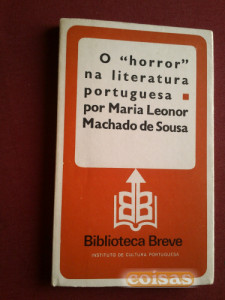 O "horror"
na literatura
portuguesa ■
por Maria Leonor
Machado de Sousa
Biblioteca Breve
INSTITUTO DE CULTURA PORTUGUESA
coisas